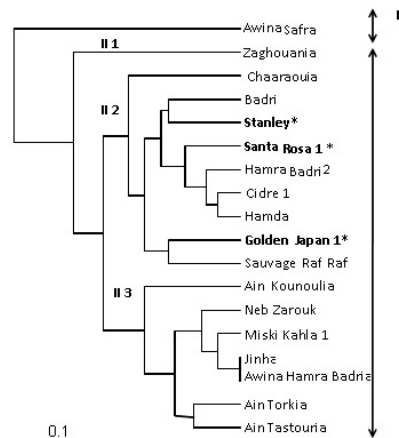 Awina Safra
I
II 1
Zaghouania
Chaaraouia
II 2
Badri
Stanley*
Santa Rosa 1 *
Hamra Badri 2
Cidre 1
Hamda
Golden Japan 1*
Sauvage Raf Raf
II 3
Ain Kounoulia
Neb Zarouk
Miski Kahla 1
Jinha
Awina Hamra Badria
Ain Torkia
Ain Tastouria
0.1